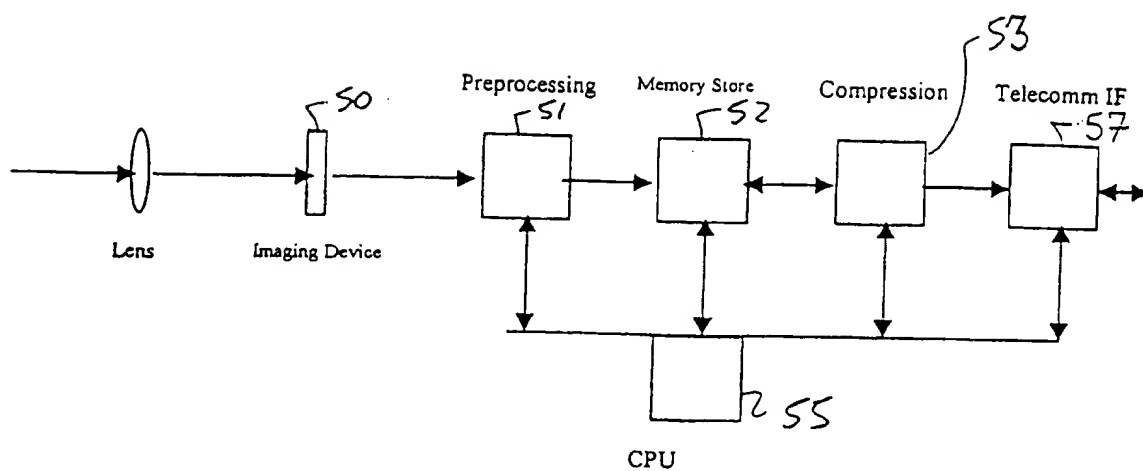 53
Preprocessing
Memory Store
Compression
Telecomm IF
50
51
52
57
Lens
Imaging Device
55
CPU